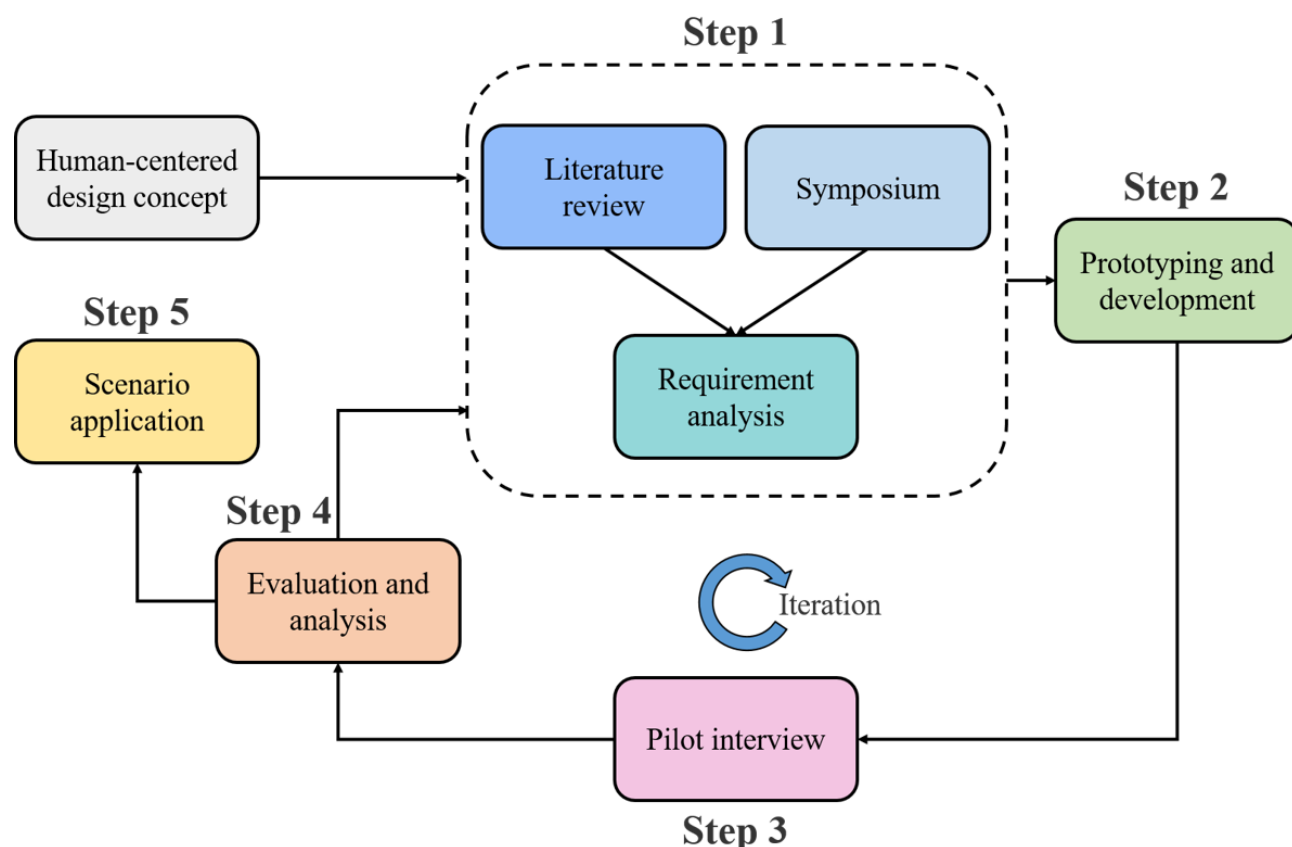 Step 1
Human-centered
design concept
Literature
review
Symposium
Step 2
Prototyping and
development
Requirement
analysis
Step 5
Scenario
application
Step 4
Evaluation and
analysis
Iteration
Pilot interview
Step 3